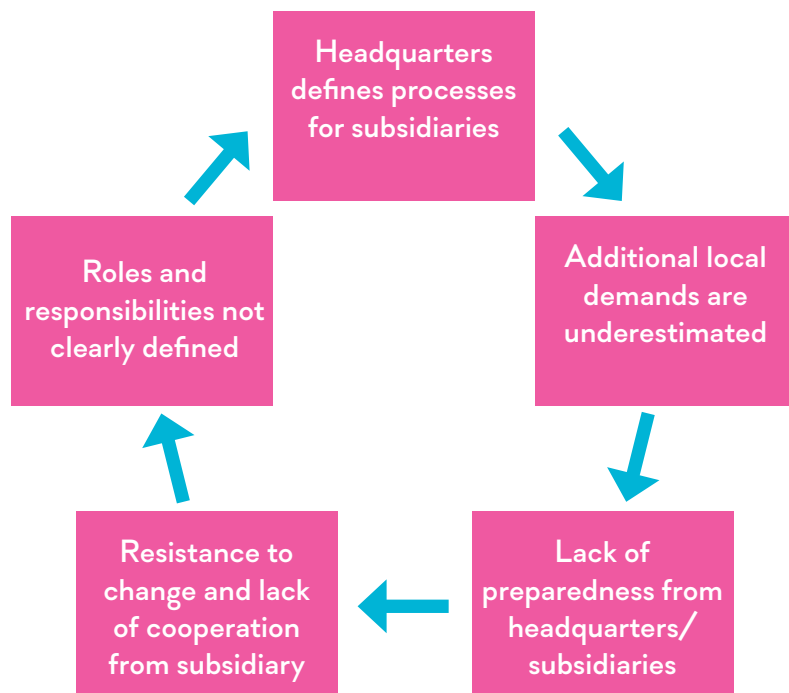 Headquarters
defines processes
for subsidiaries
Additional local
demands are
underestimated
Lack of
preparedness from
headquarters/
subsidiaries
Resistance to
change and lack
of cooperation
from subsidiary
Roles and
responsibilities not
clearly defined